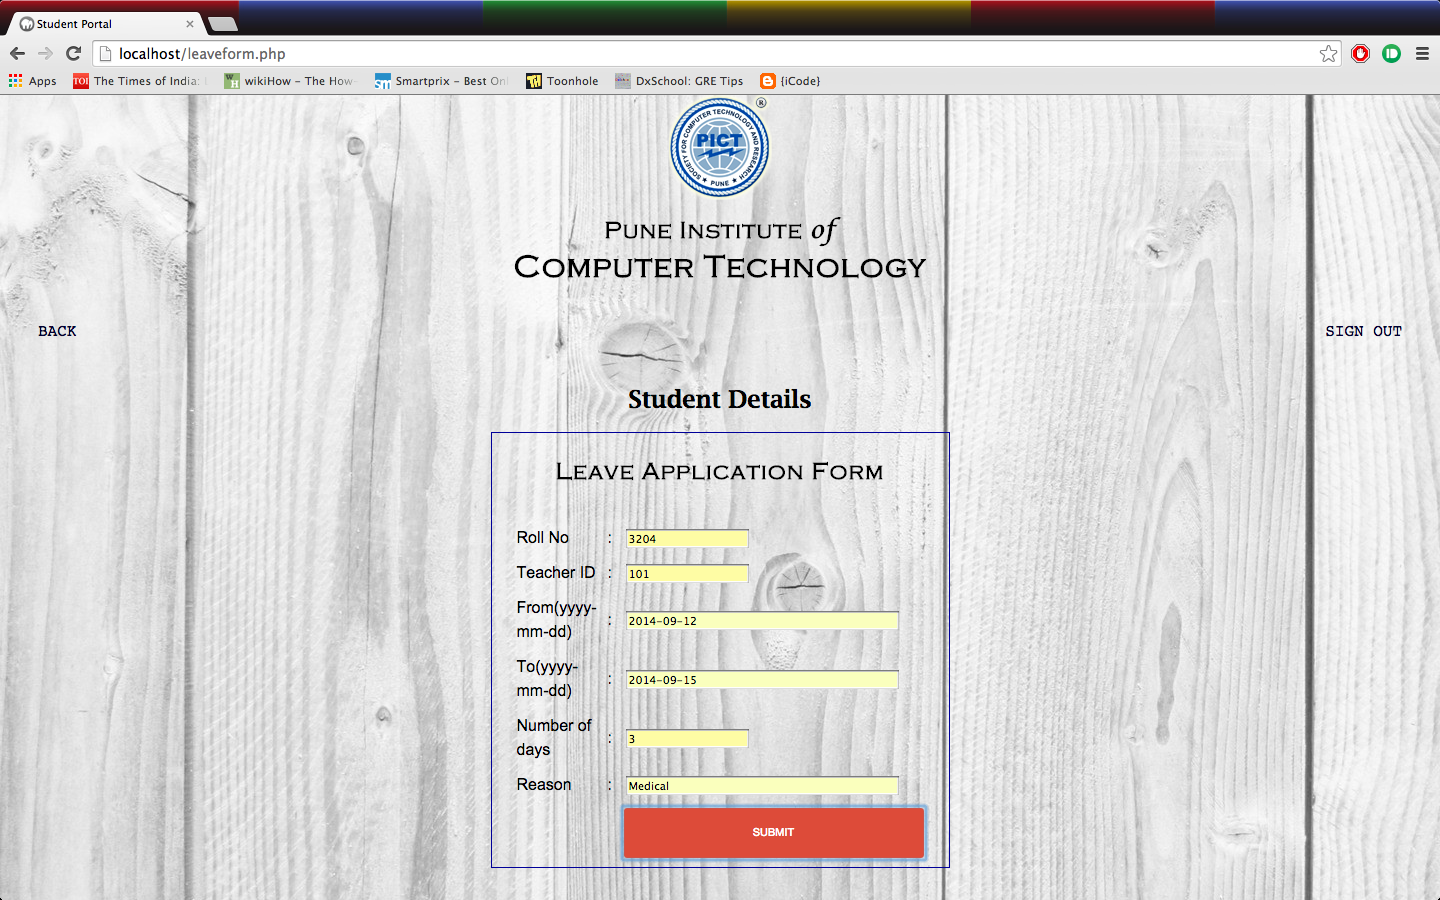 Student Portal
localhost/leaveform.php
Apps
TOI The Times of India:
WH wikiHow – The How-
Smartprix – Best Onl
Toonhole
DxSchool: GRE Tips
{iCode}
®
SOCIETY FOR COMPUTER TECHNOLOGY AND RESEARCH
PICT
★ PUNE ★
PUNE INSTITUTE of
COMPUTER TECHNOLOGY
BACK
SIGN OUT
Student Details
LEAVE APPLICATION FORM
Roll No : 3204
Teacher ID : 101
From(yyyy-
mm-dd) : 2014-09-12
To(yyyy-
mm-dd) : 2014-09-15
Number of
days : 3
Reason : Medical
SUBMIT